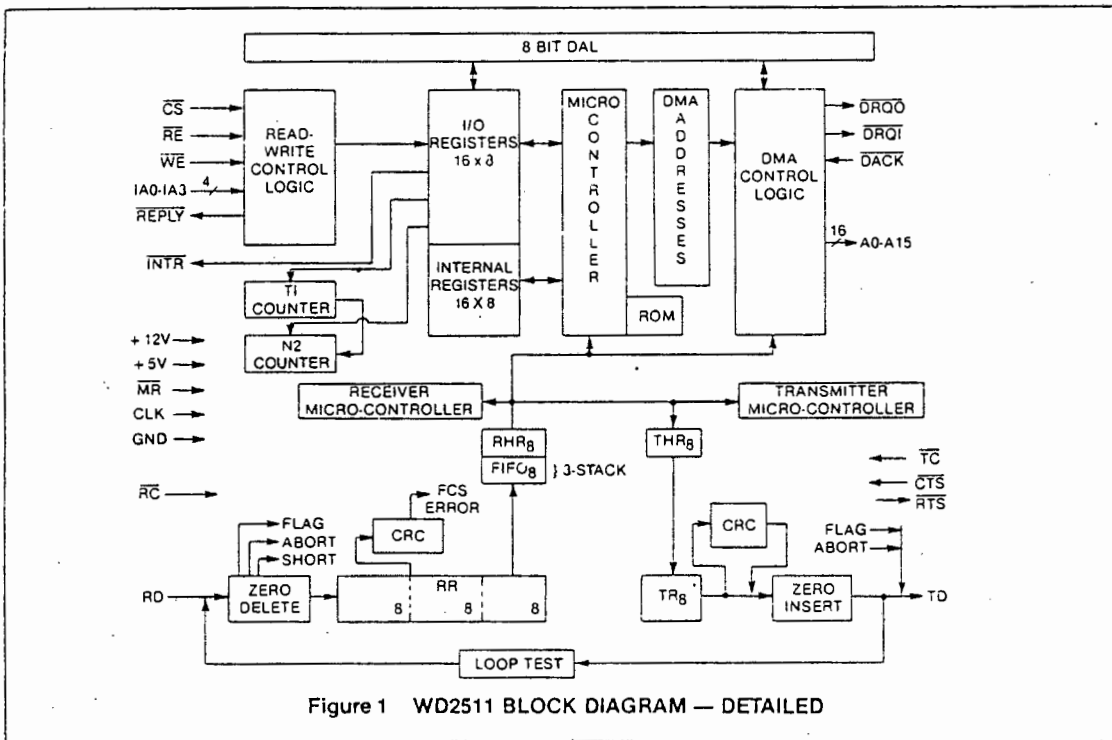 8 BIT DAL
CS
RE
WE
IA0-IA3
4
REPLY
INTR
READ-
WRITE
CONTROL
LOGIC
I/O
REGISTERS
16 x 8
INTERNAL
REGISTERS
16 X 8
MICRO
CONTROLLER
ROM
DMA
ADDRESSES
DMA
CONTROL
LOGIC
DRQO
DRQI
DACK
16
A0-A15
T1
COUNTER
N2
COUNTER
+ 12V
+ 5V
MR
CLK
GND
RC
RECEIVER
MICRO-CONTROLLER
TRANSMITTER
MICRO-CONTROLLER
RHR8
FIFO8
} 3-STACK
THR8
TC
CTS
RTS
FCS
ERROR
CRC
FLAG
ABORT
SHORT
RD
ZERO
DELETE
RR
8
8
8
TR8
CRC
ZERO
INSERT
FLAG
ABORT
TD
LOOP TEST
Figure 1 WD2511 BLOCK DIAGRAM — DETAILED